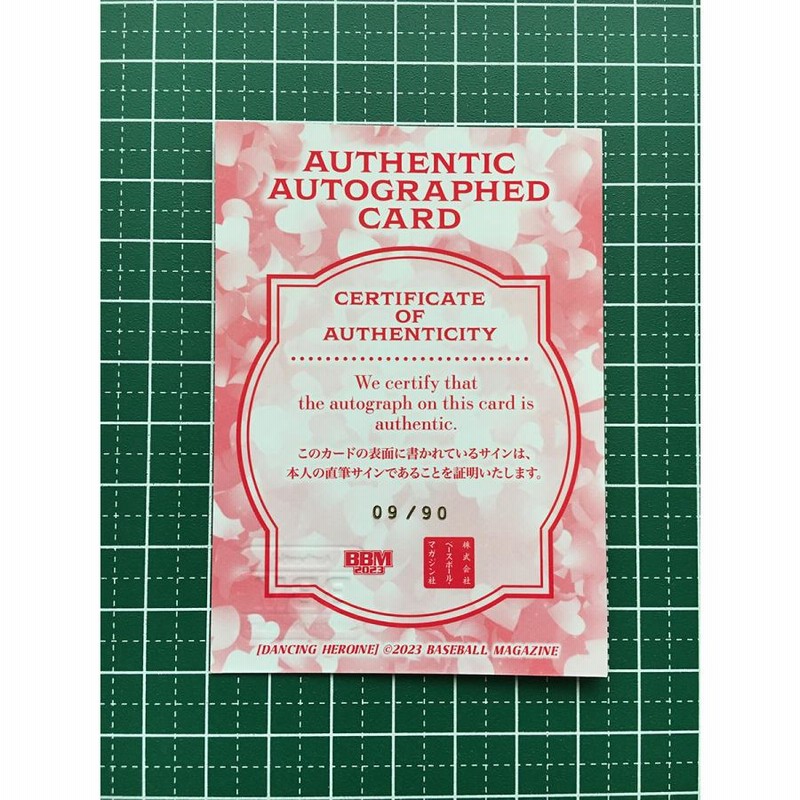 AUTHENTIC
AUTOGRAPHED
CARD
CERTIFICATE
OF
AUTHENTICITY
We certify that
the autograph on this card is
authentic.
このカードの表面に書かれているサインは、
本人の直筆サインであることを証明いたします。
09/90
BBM
2023
株式会社
ベースボール
マガジン社
[DANCING HEROINE] ©2023 BASEBALL MAGAZINE